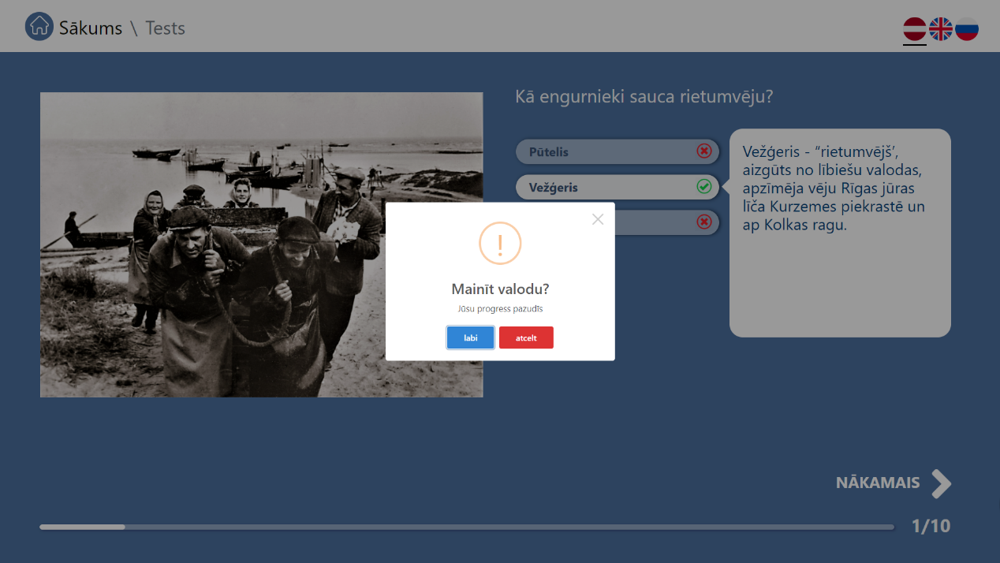 Sākums \ Tests
Kā engurnieki sauca rietumvēju?
Pūtelis
Vežģeris
Vežģeris - “rietumvējš’,
aizgūts no lībiešu valodas,
apzīmēja vēju Rīgas jūras
līča Kurzemes piekrastē un
ap Kolkas ragu.
!
Mainīt valodu?
Jūsu progress pazudīs
labi
atcelt
NĀKAMAIS
1/10